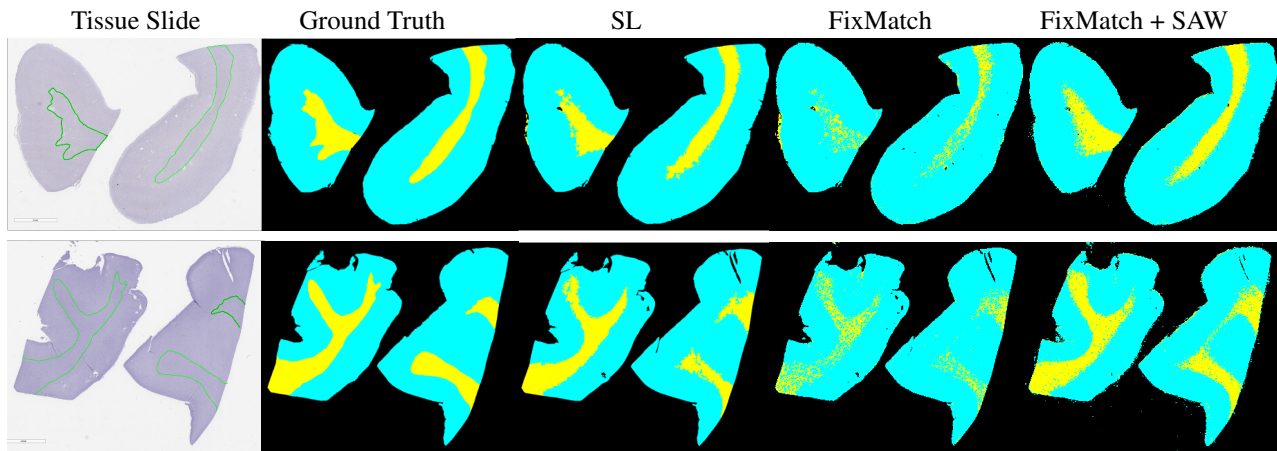 Tissue Slide
Ground Truth
SL
FixMatch
FixMatch + SAW